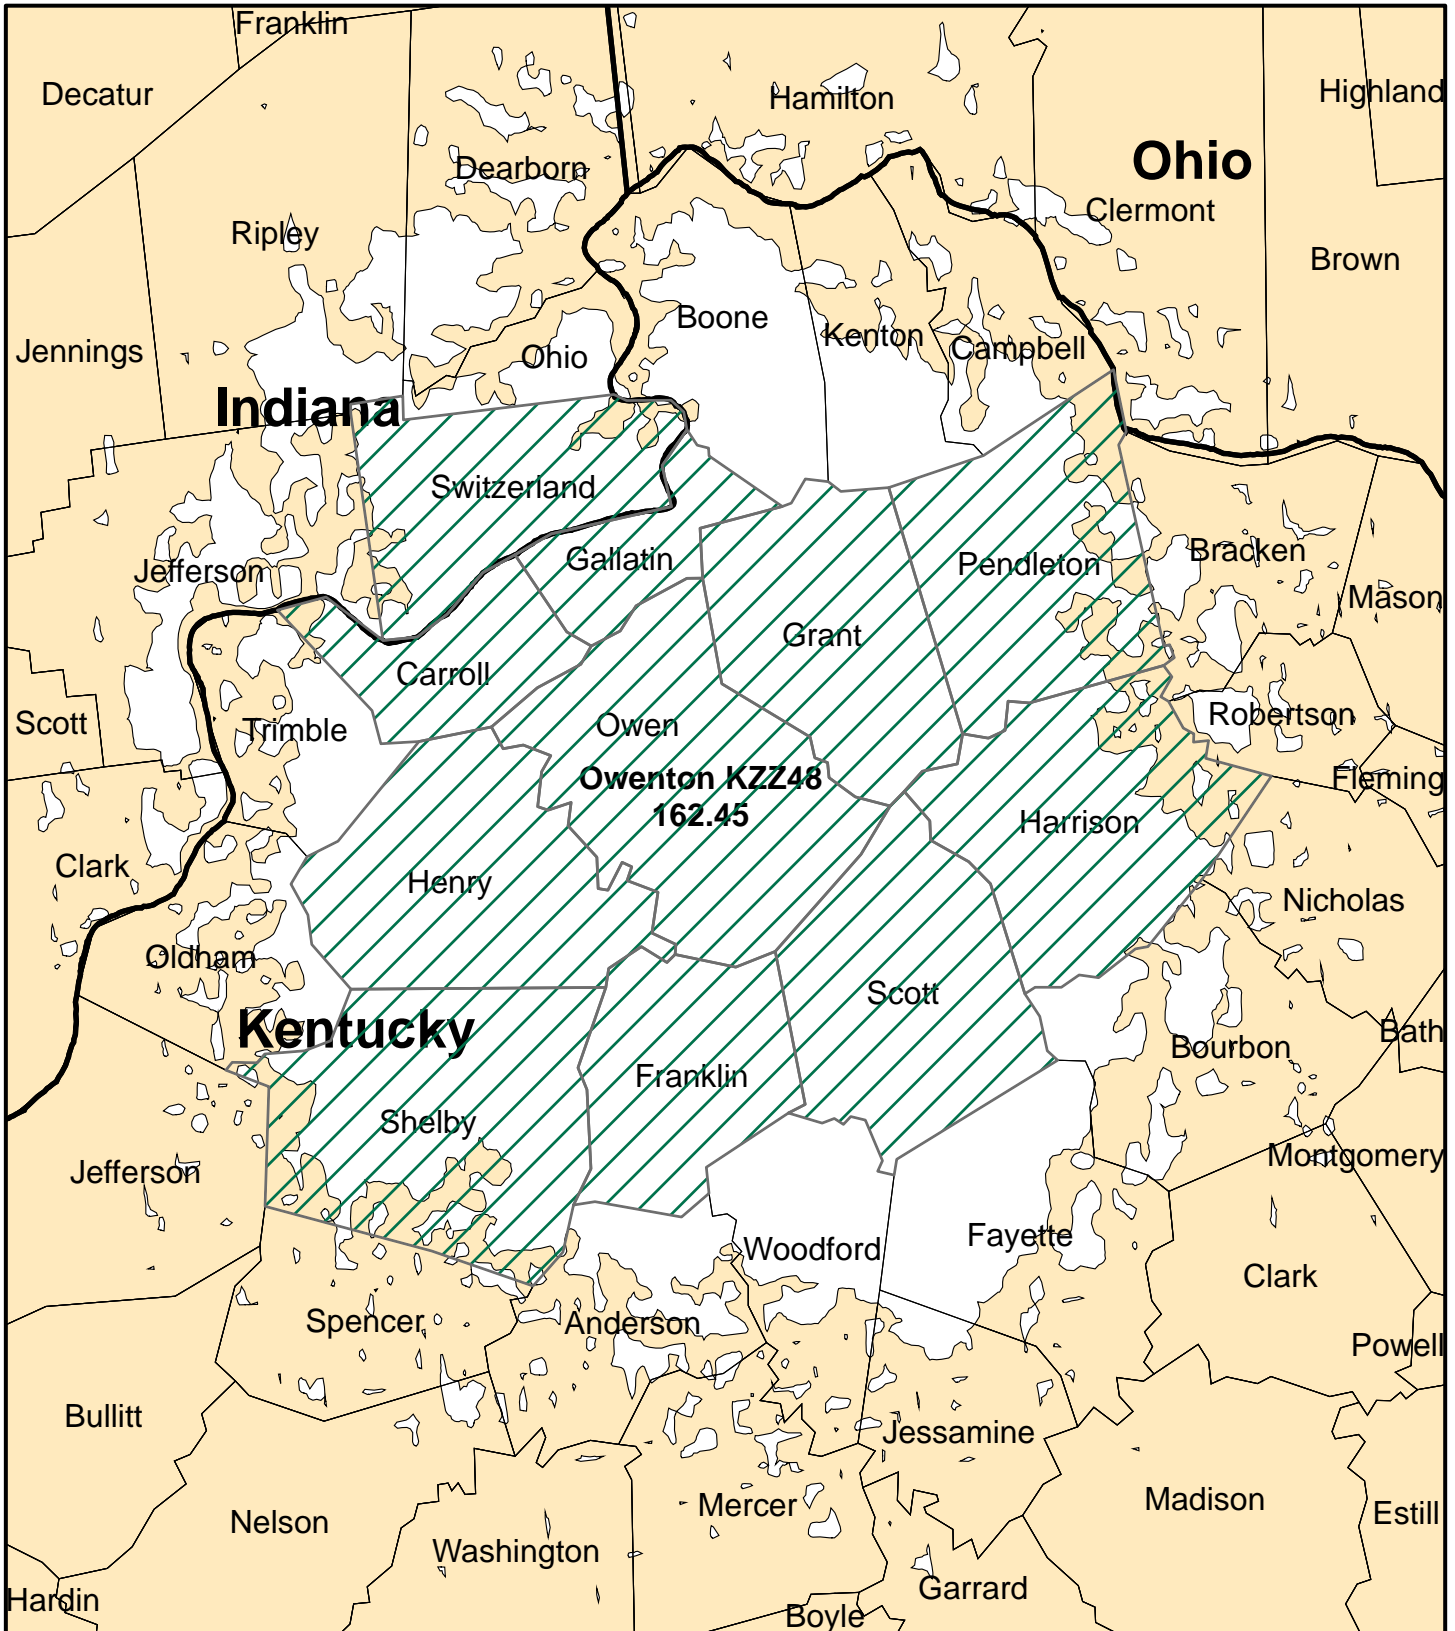 Franklin
Decatur
Hamilton
Highland
Dearborn
Ohio
Clermont
Ripley
Brown
Boone
Kenton
Campbell
Jennings
Ohio
Indiana
Switzerland
Gallatin
Pendleton
Bracken
Jefferson
Mason
Grant
Carroll
Scott
Trimble
Owen
Robertson
Owenton KZZ48
162.45
Fleming
Harrison
Clark
Henry
Nicholas
Oldham
Scott
Kentucky
Bath
Bourbon
Franklin
Shelby
Jefferson
Montgomery
Woodford
Fayette
Clark
Spencer
Anderson
Powell
Bullitt
Jessamine
Mercer
Madison
Estill
Nelson
Washington
Garrard
Hardin
Boyle